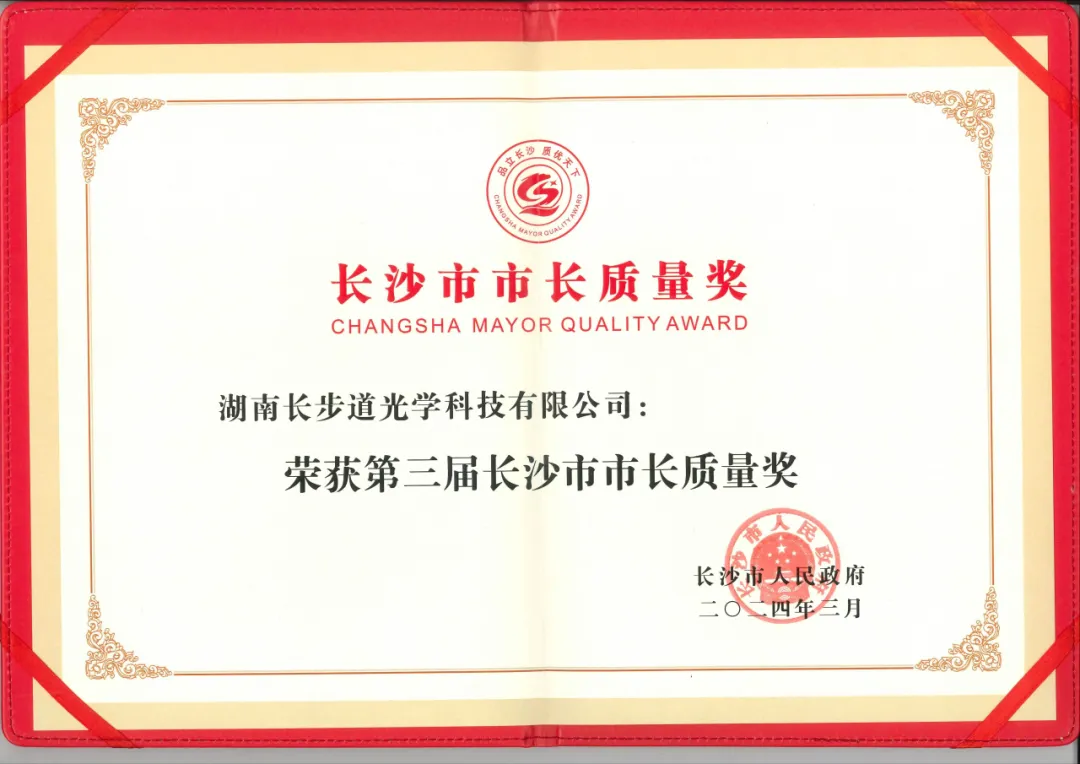 品立长沙 质优天下
CHANGSHA MAYOR QUALITY AWARD
长沙市市长质量奖
CHANGSHA MAYOR QUALITY AWARD
湖南长步道光学科技有限公司：
荣获第三届长沙市市长质量奖
长沙市人民政府
长沙市人民政府
二〇二四年三月